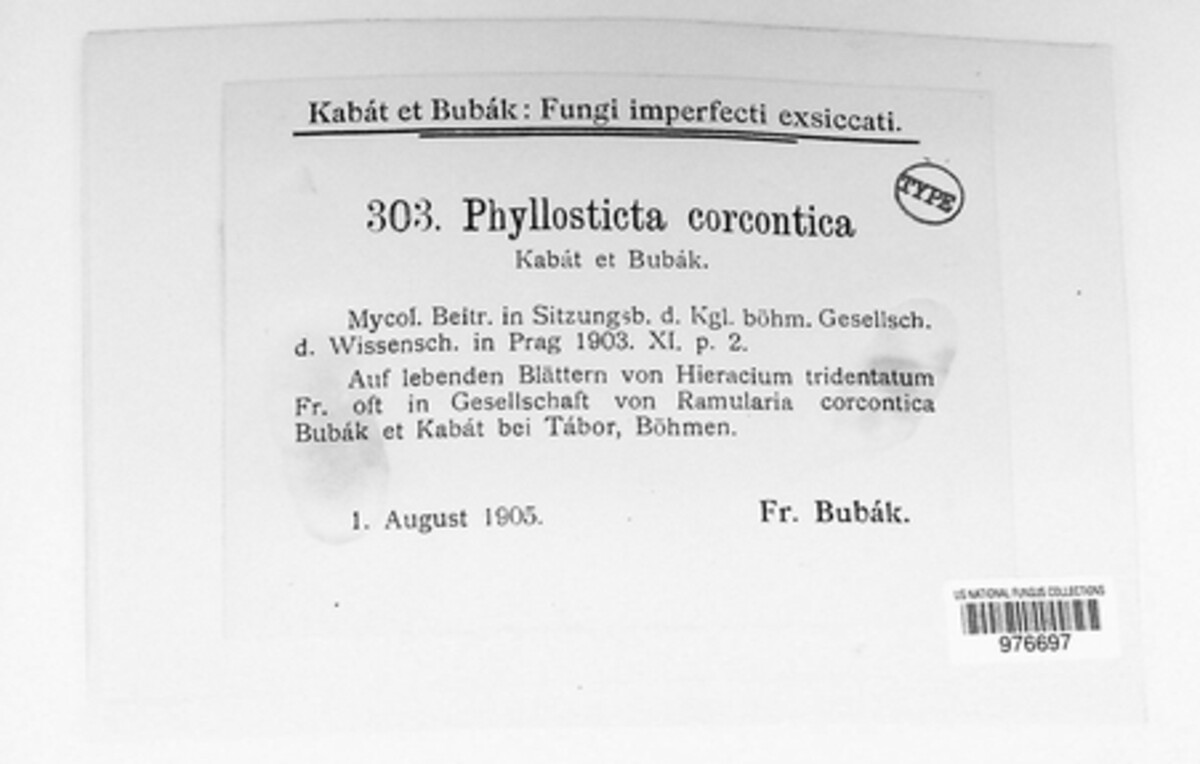 Kabát et Bubák: Fungi imperfecti exsiccati.
TYPE
303. Phyllosticta corcontica
Kabát et Bubák.
Mycol. Beitr. in Sitzungsb. d. Kgl. böhm. Gesellsch.
d. Wissensch. in Prag 1903. XI. p. 2.
Auf lebenden Blättern von Hieracium tridentatum
Fr. oft in Gesellschaft von Ramularia corcontica
Bubák et Kabát bei Tábor, Böhmen.
1. August 1905.
Fr. Bubák.
US NATIONAL FUNGUS COLLECTIONS
976697